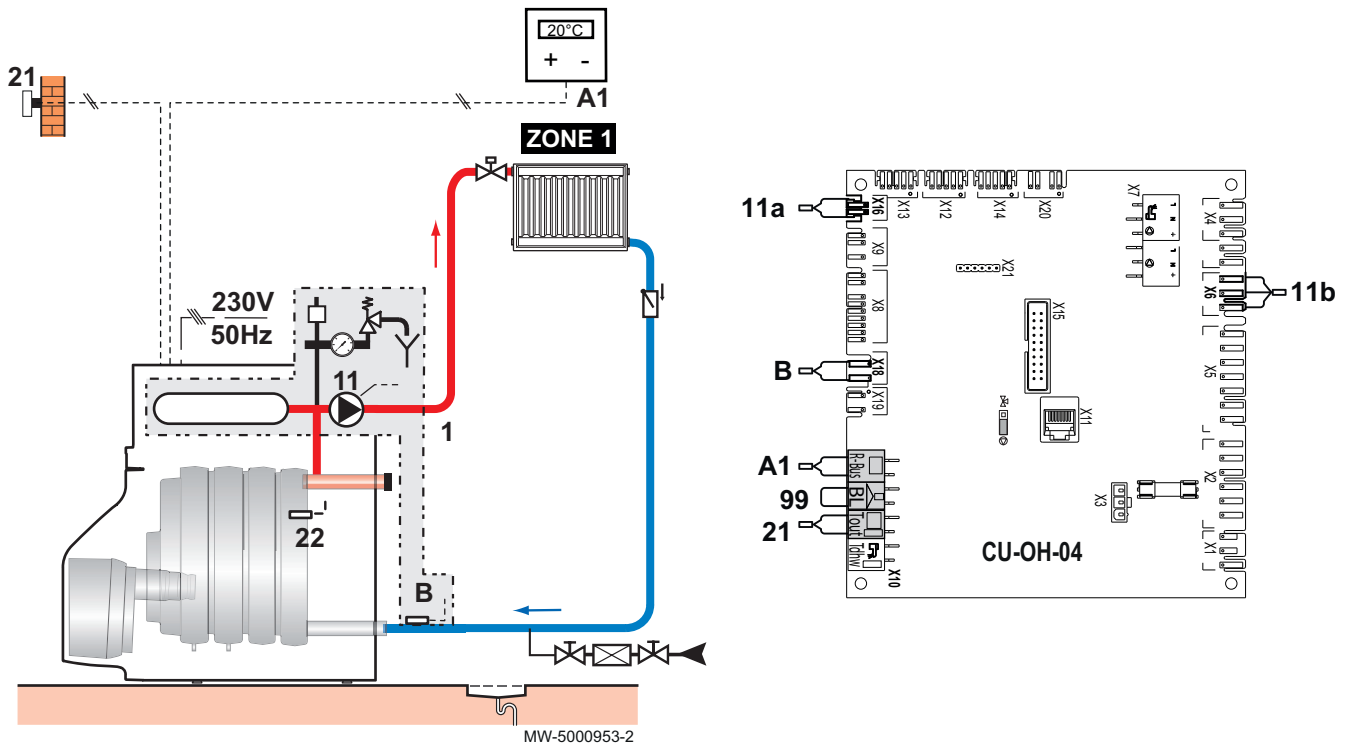 20°C
+ -
A1
21
ZONE 1
230V
50Hz
11
1
22
B
MW-5000953-2
11a
B
A1
99
21
11b
X16
X13
X12
X14
X20
X7
L
N
L
N
X4
X9
X8
X21
X15
X6
X18
X19
X5
X11
R-Bus
BL
Tout
Tdhw
X10
X2
X3
X1
CU-OH-04